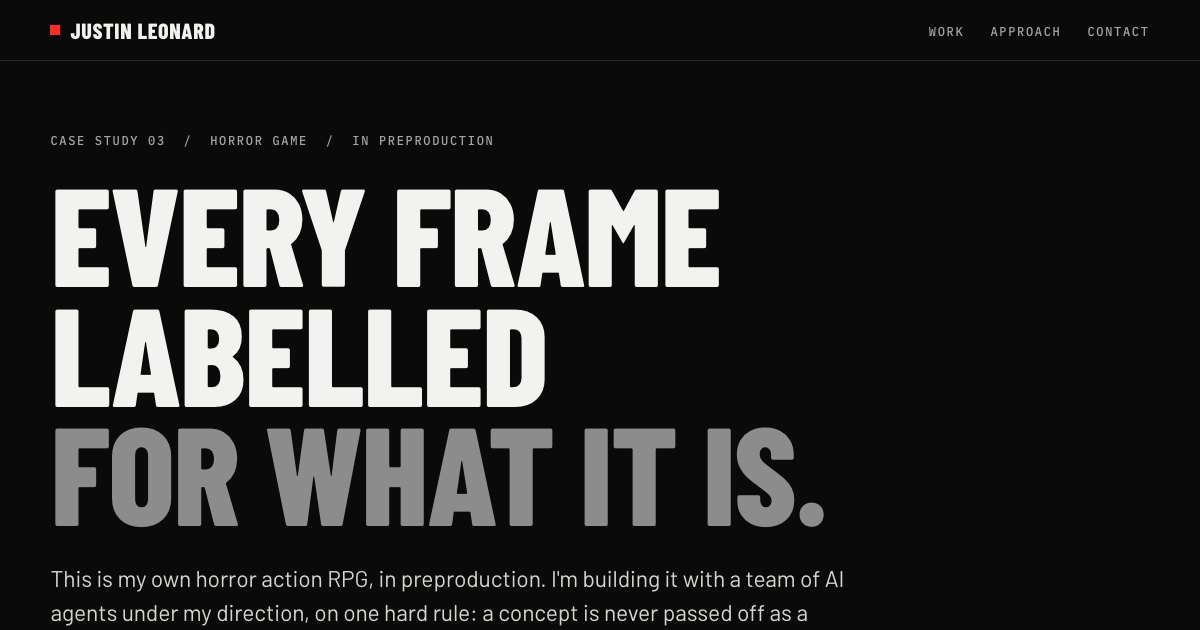 JUSTIN LEONARD
WORK APPROACH CONTACT
CASE STUDY 03 / HORROR GAME / IN PREPRODUCTION
EVERY FRAME
LABELLED
FOR WHAT IT IS.
This is my own horror action RPG, in preproduction. I'm building it with a team of AI
agents under my direction, on one hard rule: a concept is never passed off as a